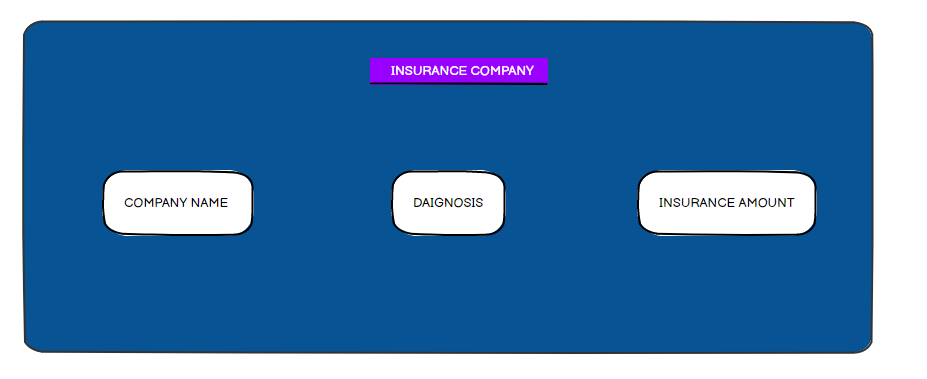 INSURANCE COMPANY
COMPANY NAME
DAIGNOSIS
INSURANCE AMOUNT